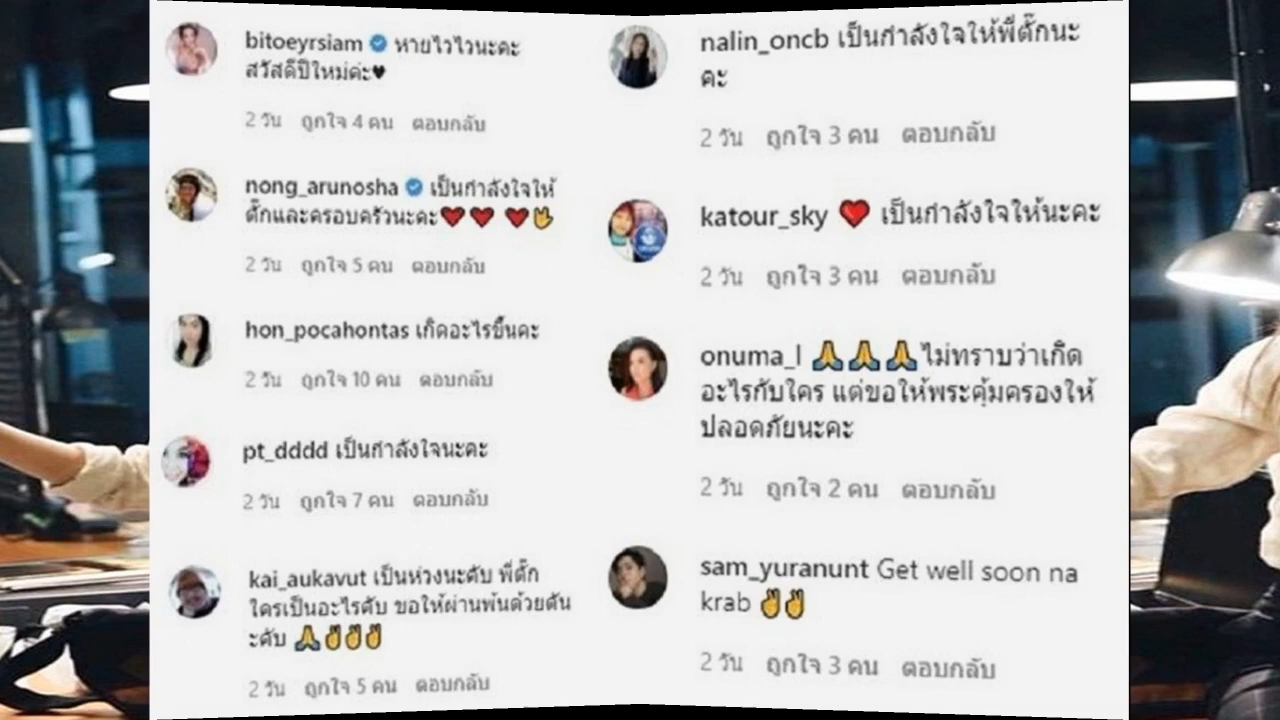 bitoeyrsiam หายไวไวนะคะ
สวัสดีปีใหม่ค่ะ♥
2 วัน ถูกใจ 4 คน ตอบกลับ
nong_arunosha เป็นกำลังใจให้
ตั๊กและครอบครัวนะคะ❤️❤️❤️🤟
2 วัน ถูกใจ 5 คน ตอบกลับ
hon_pocahontas เกิดอะไรขึ้นคะ
2 วัน ถูกใจ 10 คน ตอบกลับ
pt_dddd เป็นกำลังใจนะคะ
2 วัน ถูกใจ 7 คน ตอบกลับ
kai_aukavut เป็นห่วงนะคับ พี่ตั๊ก
ใครเป็นอะไรคับ ขอให้ผ่านพ้นด้วยดีน
ะคับ 🙏✌️✌️✌️
2 วัน ถูกใจ 5 คน ตอบกลับ
nalin_oncb เป็นกำลังใจให้พี่ตั๊กนะ
คะ
2 วัน ถูกใจ 3 คน ตอบกลับ
katour_sky ❤️ เป็นกำลังใจให้นะคะ
2 วัน ถูกใจ 3 คน ตอบกลับ
onuma_l 🙏🙏🙏ไม่ทราบว่าเกิด
อะไรกับใคร แต่ขอให้พระคุ้มครองให้
ปลอดภัยนะคะ
2 วัน ถูกใจ 2 คน ตอบกลับ
sam_yuranunt Get well soon na
krab ✌️✌️
2 วัน ถูกใจ 3 คน ตอบกลับ